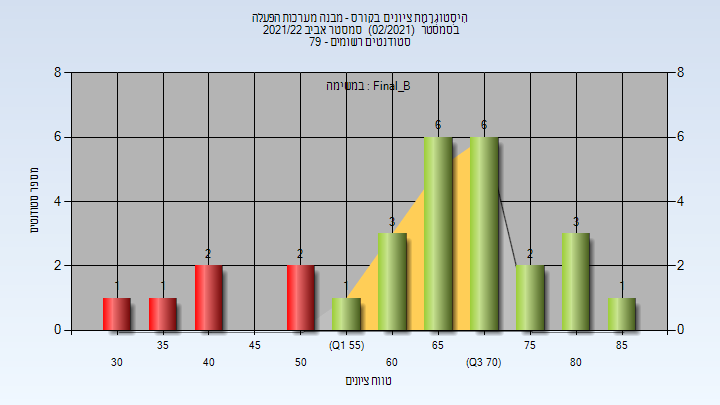 היסטוגרמת ציונים בקורס - מבנה מערכות הפעלה
בסמסטר (02/2021) סמסטר אביב 2021/22
סטודנטים רשומים - 79
במשימה : Final_B
מספר סטודנטים
8 8
6 6
4 4
2 2
0 0
1 1 2 2 1 3 6 6 2 3 1
35 45 (Q1 55) 65 75 85
30 40 50 60 (Q3 70) 80
טווח ציונים